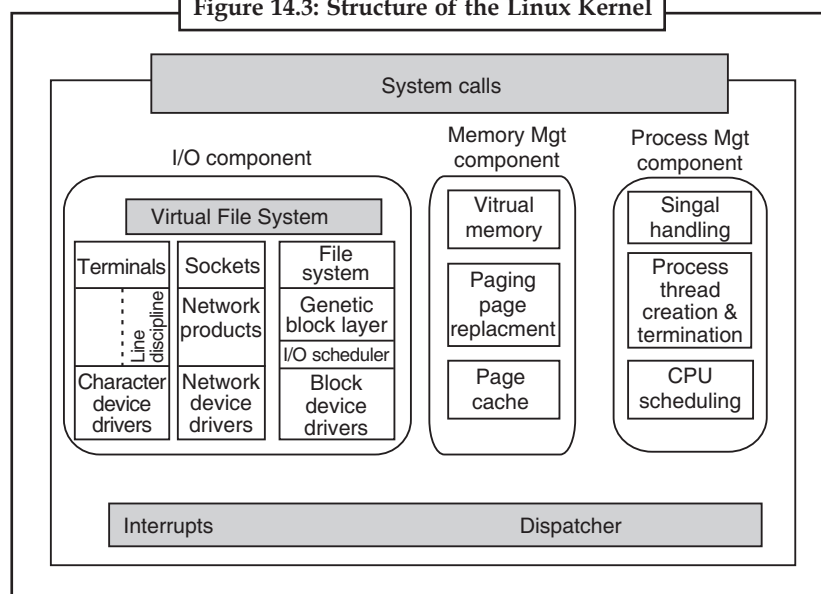 Figure 14.3: Structure of the Linux Kernel
System calls
I/O component
Memory Mgt
component
Process Mgt
component
Virtual File System
Terminals
Line
discipline
Character
device
drivers
Sockets
Network
products
Network
device
drivers
File
system
Genetic
block layer
I/O scheduler
Block
device
drivers
Vitrual
memory
Paging
page
replacment
Page
cache
Singal
handling
Process
thread
creation &
termination
CPU
scheduling
Interrupts
Dispatcher